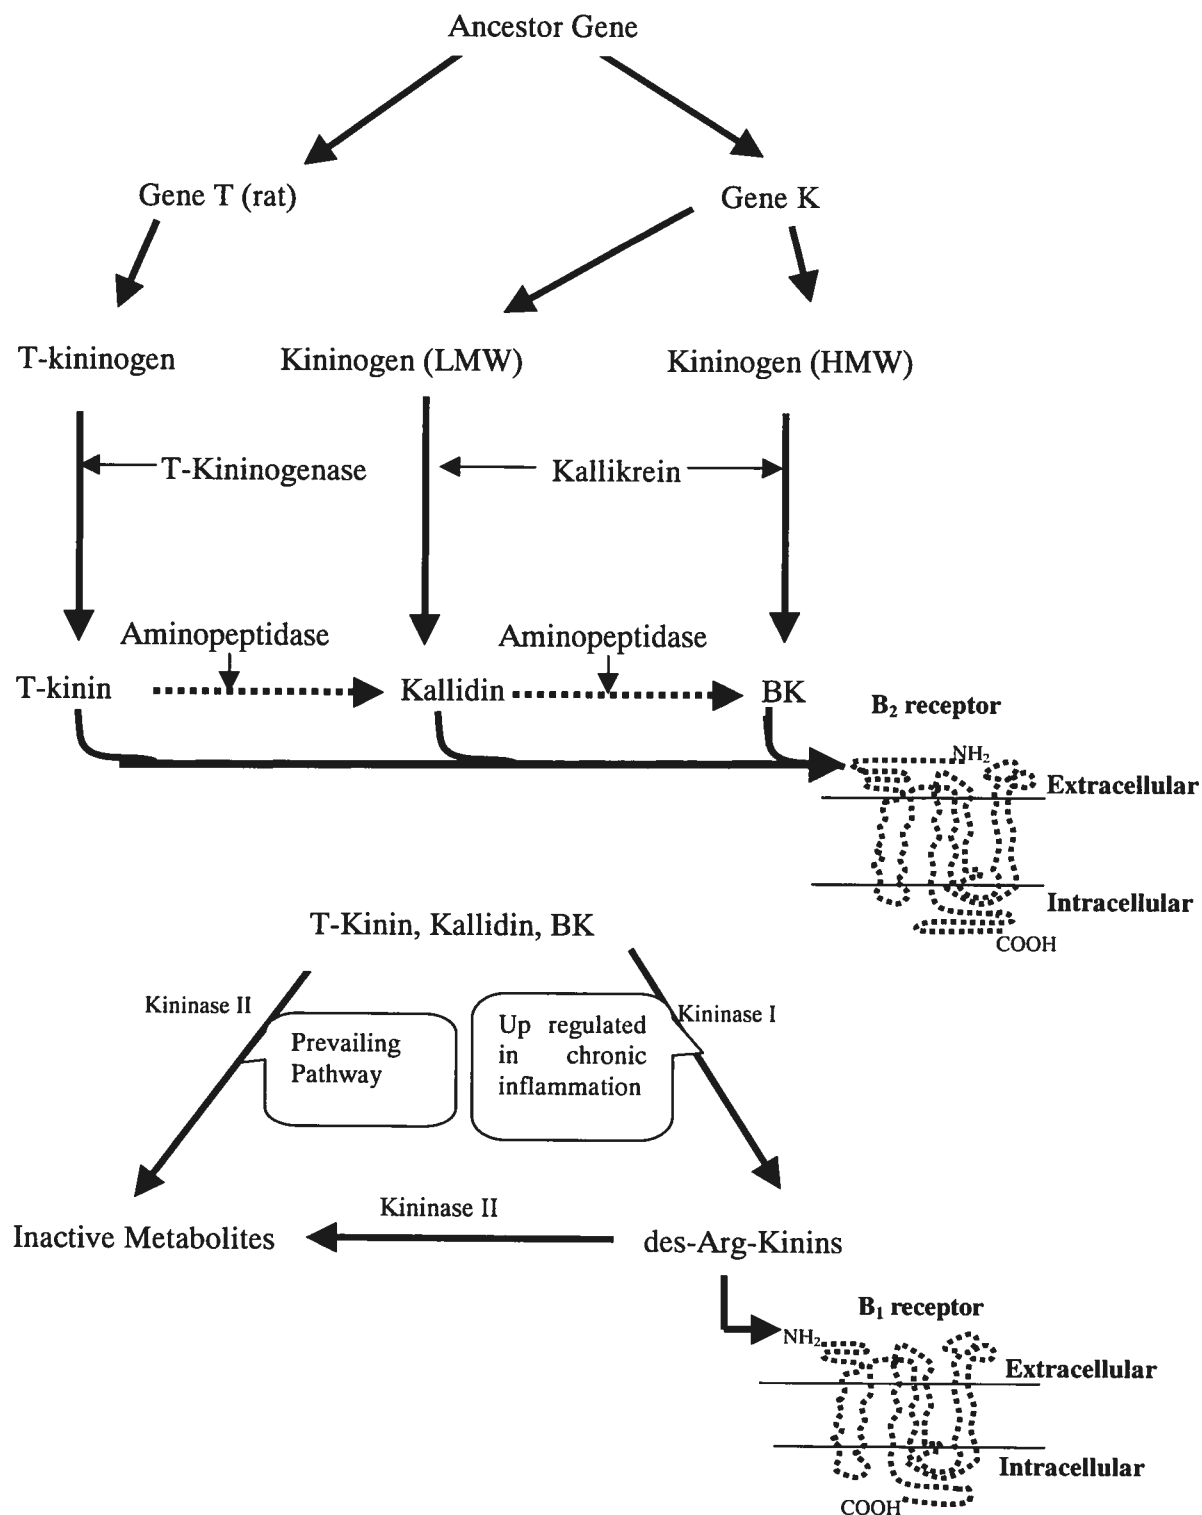 Ancestor Gene
Gene T (rat)
Gene K
T-kininogen
Kininogen (LMW)
Kininogen (HMW)
T-Kininogenase
Kallikrein
Aminopeptidase
Aminopeptidase
T-kinin
Kallidin
BK
B₂ receptor
NH₂
Extracellular
Intracellular
COOH
T-Kinin, Kallidin, BK
Kininase II
Kininase I
Prevailing
Pathway
Up regulated
in chronic
inflammation
Kininase II
Inactive Metabolites
des-Arg-Kinins
B₁ receptor
NH₂
Extracellular
Intracellular
COOH